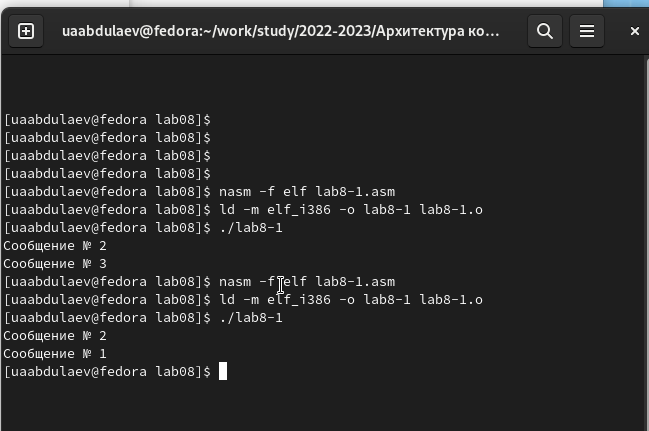 uaabdulaev@fedora:~/work/study/2022-2023/Архитектура ко...
[uaabdulaev@fedora lab08]$
[uaabdulaev@fedora lab08]$
[uaabdulaev@fedora lab08]$
[uaabdulaev@fedora lab08]$
[uaabdulaev@fedora lab08]$ nasm -f elf lab8-1.asm
[uaabdulaev@fedora lab08]$ ld -m elf_i386 -o lab8-1 lab8-1.o
[uaabdulaev@fedora lab08]$ ./lab8-1
Сообщение № 2
Сообщение № 3
[uaabdulaev@fedora lab08]$ nasm -f elf lab8-1.asm
[uaabdulaev@fedora lab08]$ ld -m elf_i386 -o lab8-1 lab8-1.o
[uaabdulaev@fedora lab08]$ ./lab8-1
Сообщение № 2
Сообщение № 1
[uaabdulaev@fedora lab08]$